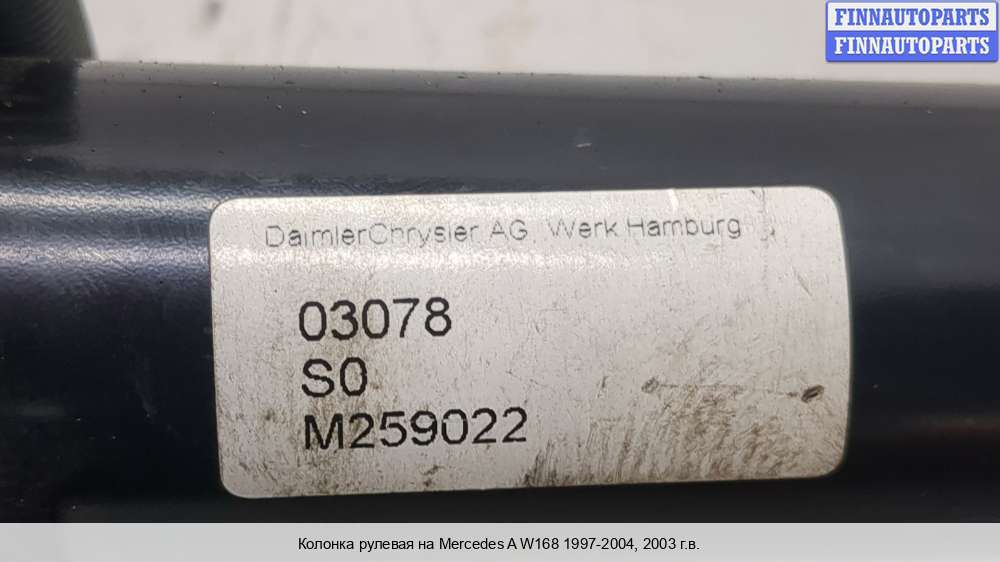 FINNAUTOPARTS
FINNAUTOPARTS
DaimlerChrysler AG, Werk Hamburg
03078
S0
M259022
Колонка рулевая на Mercedes A W168 1997-2004, 2003 г.в.